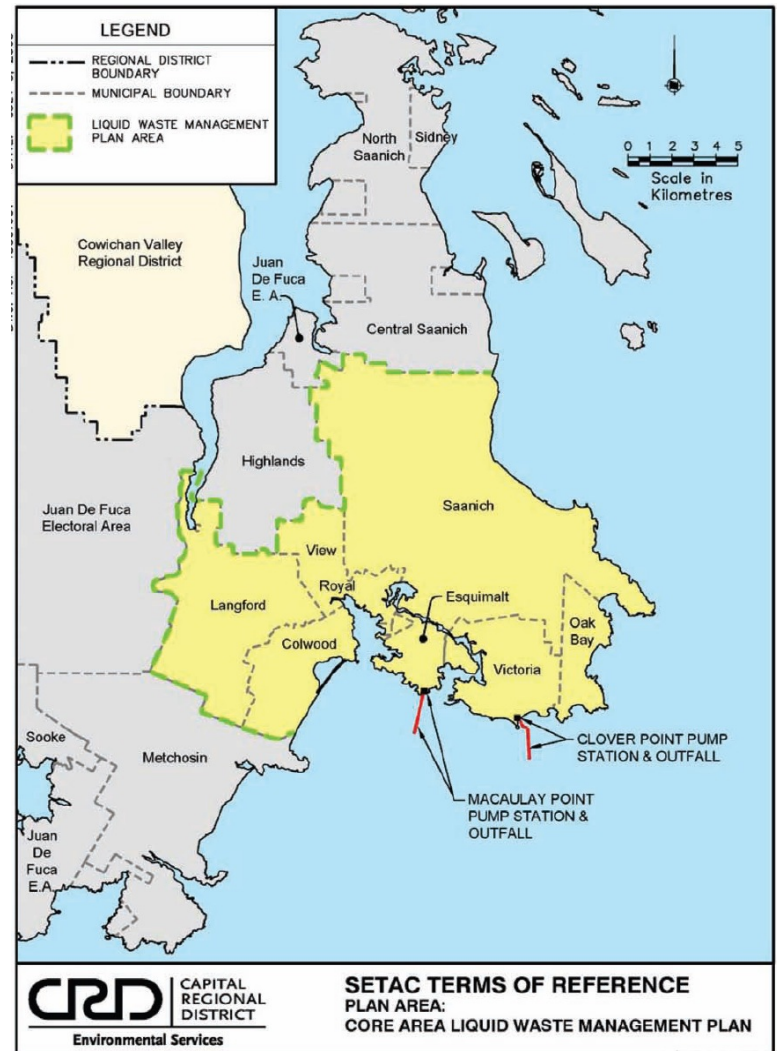 LEGEND
REGIONAL DISTRICT
BOUNDARY
MUNICIPAL BOUNDARY
LIQUID WASTE MANAGEMENT
PLAN AREA
0 1 2 3 4 5
Scale in
Kilometres
North
Saanich
Sidney
Cowichan Valley
Regional District
Juan
De Fuca
E. A.
Central Saanich
Highlands
Juan De Fuca
Electoral Area
Saanich
View
Royal
Esquimalt
Langford
Colwood
Oak
Bay
Victoria
Sooke
Metchosin
CLOVER POINT PUMP
STATION & OUTFALL
MACAULAY POINT
PUMP STATION &
OUTFALL
Juan
De
Fuca
E.A.
CRD
CAPITAL
REGIONAL
DISTRICT
Environmental Services
SETAC TERMS OF REFERENCE
PLAN AREA:
CORE AREA LIQUID WASTE MANAGEMENT PLAN